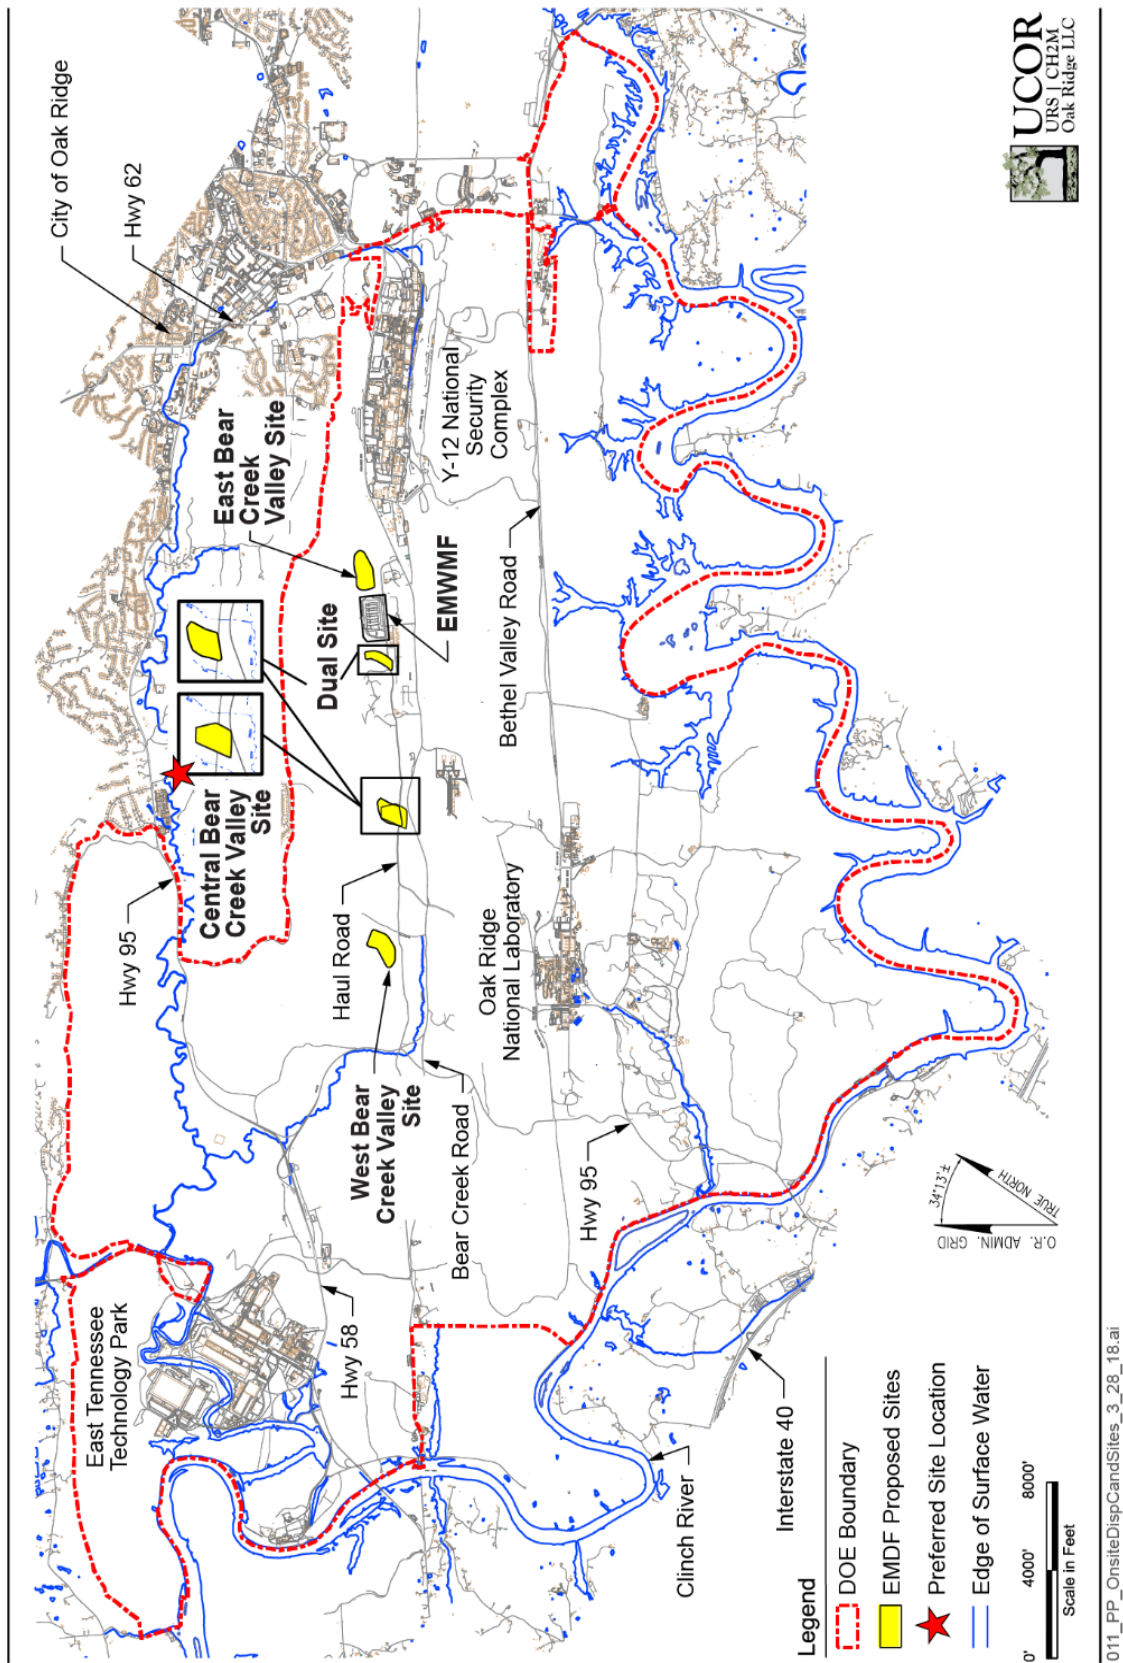 City of Oak Ridge
Hwy 62
Hwy 95
East Bear
Creek
Valley Site
Dual Site
Central Bear
Creek Valley
Site
EMWMF
Y-12 National
Security
Complex
Haul Road
West Bear
Creek Valley
Site
Bear Creek Road
Bethel Valley Road
Oak Ridge
National Laboratory
Hwy 95
East Tennessee
Technology Park
Hwy 58
Clinch River
Interstate 40
34°13'±
O.R. ADMIN. GRID
TRUE NORTH
UCOR
URS | CH2M
Oak Ridge LLC
Legend
DOE Boundary
EMDF Proposed Sites
Preferred Site Location
Edge of Surface Water
0'
4000'
8000'
Scale in Feet
011_PP_OnsiteDispCandSites_3_28_18.ai